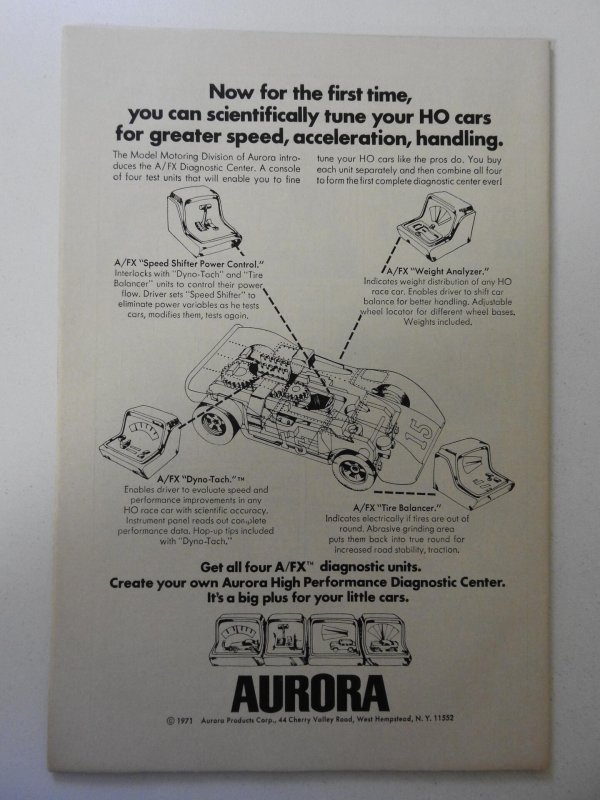 Now for the first time,
you can scientifically tune your HO cars
for greater speed, acceleration, handling.
The Model Motoring Division of Aurora intro-
duces the A/FX Diagnostic Center. A console
of four test units that will enable you to fine
tune your HO cars like the pros do. You buy
each unit separately and then combine all four
to form the first complete diagnostic center ever!
A/FX "Speed Shifter Power Control."
Interlocks with "Dyno-Tach" and "Tire
Balancer" units to control their power
flow. Driver sets "Speed Shifter" to
eliminate power variables as he tests
cars, modifies them, tests again.
A/FX "Weight Analyzer."
Indicates weight distribution of any HO
race car. Enables driver to shift car
balance for better handling. Adjustable
wheel locator for different wheel bases.
Weights included.
15
A/FX "Dyno-Tach."™
Enables driver to evaluate speed and
performance improvements in any
HO race car with scientific accuracy.
Instrument panel reads out complete
performance data. Hop-up tips included
with "Dyno-Tach."
A/FX "Tire Balancer."
Indicates electrically if tires are out of
round. Abrasive grinding area
puts them back into true round for
increased road stability, traction.
Get all four A/FX™ diagnostic units.
Create your own Aurora High Performance Diagnostic Center.
It's a big plus for your little cars.
AURORA
© 1971 Aurora Products Corp., 44 Cherry Valley Road, West Hempstead, N. Y. 11552